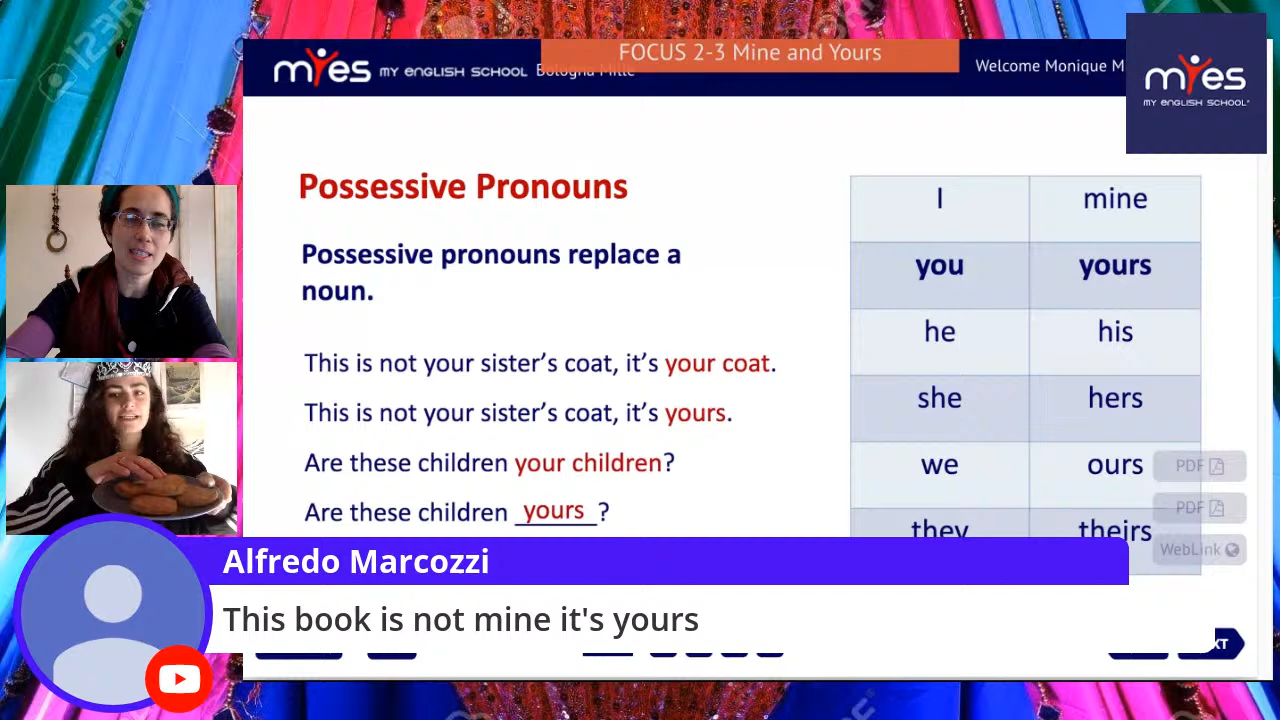 FOCUS 2-3 Mine and Yours
myes MY ENGLISH SCHOOL Bologna Mille
Welcome Monique M
myes
MY ENGLISH SCHOOL
Possessive Pronouns
Possessive pronouns replace a
noun.
This is not your sister's coat, it's your coat.
This is not your sister's coat, it's yours.
Are these children your children?
Are these children yours?
I mine
you yours
he his
she hers
we ours
they theirs
PDF
PDF
WebLink
Alfredo Marcozzi
This book is not mine it's yours
XT
123RF